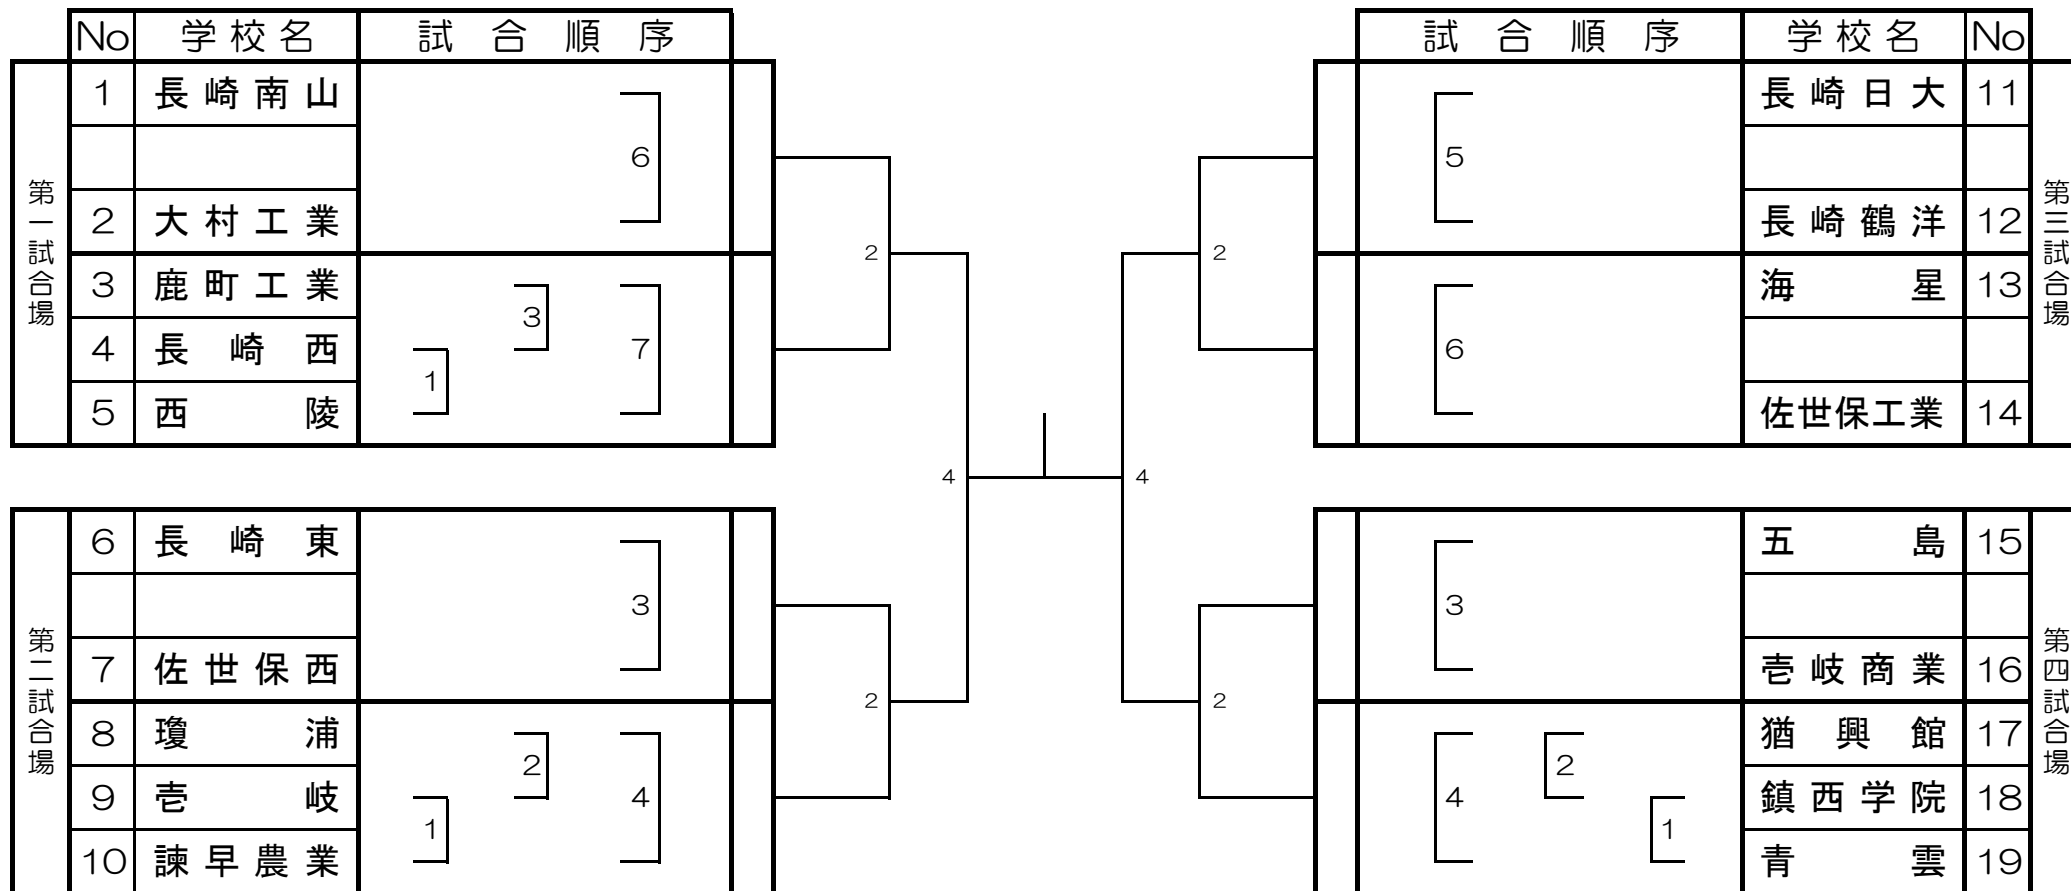 No 学校名 試合順序
第一試合場
1 長崎南山
6
2 大村工業
2
3 鹿町工業
3
4 長崎西
7
1
5 西陵
試合順序 学校名 No
長崎日大 11
5
長崎鶴洋 12
2
海星 13
6
佐世保工業 14
第三試合場
4
4
第二試合場
6 長崎東
3
7 佐世保西
2
8 瓊浦
2
9 壱岐
4
1
10 諫早農業
五島 15
3
壱岐商業 16
2
猶興館 17
2
4
鎮西学院 18
1
青雲 19
第四試合場